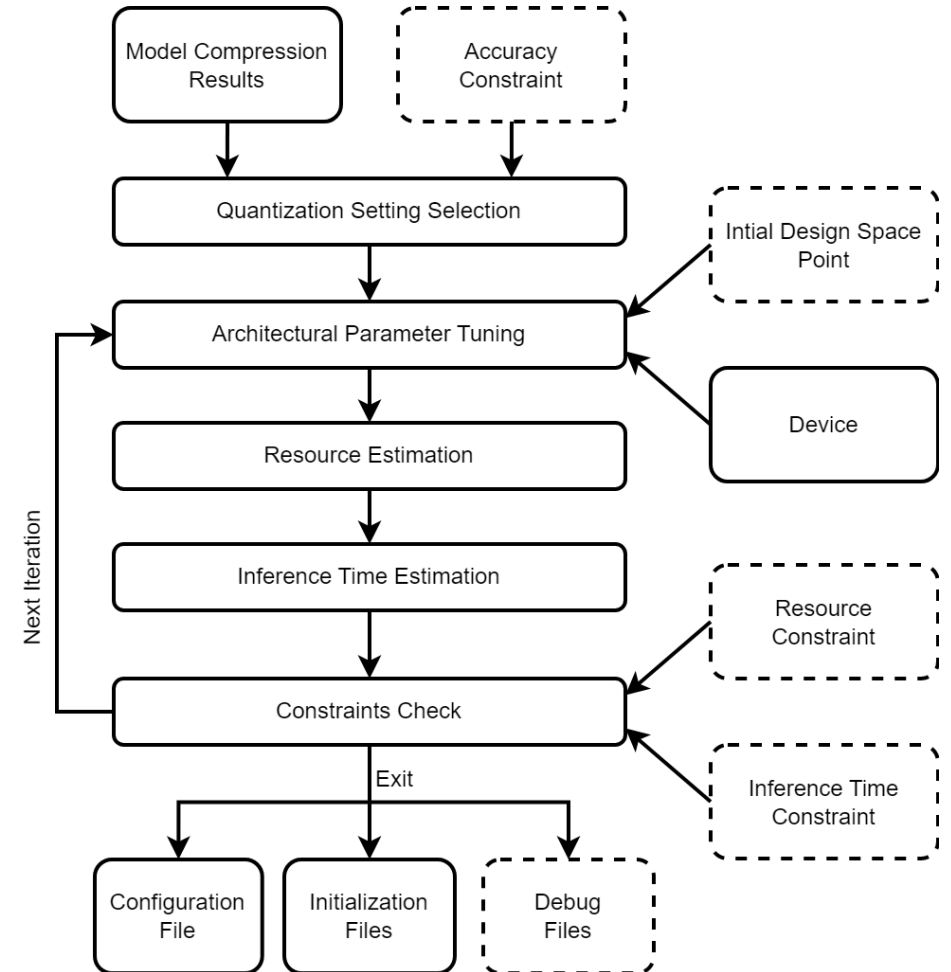 Model Compression
Results
Accuracy
Constraint
Quantization Setting Selection
Intial Design Space
Point
Architectural Parameter Tuning
Device
Resource Estimation
Next Iteration
Inference Time Estimation
Resource
Constraint
Constraints Check
Inference Time
Constraint
Exit
Configuration
File
Initialization
Files
Debug
Files